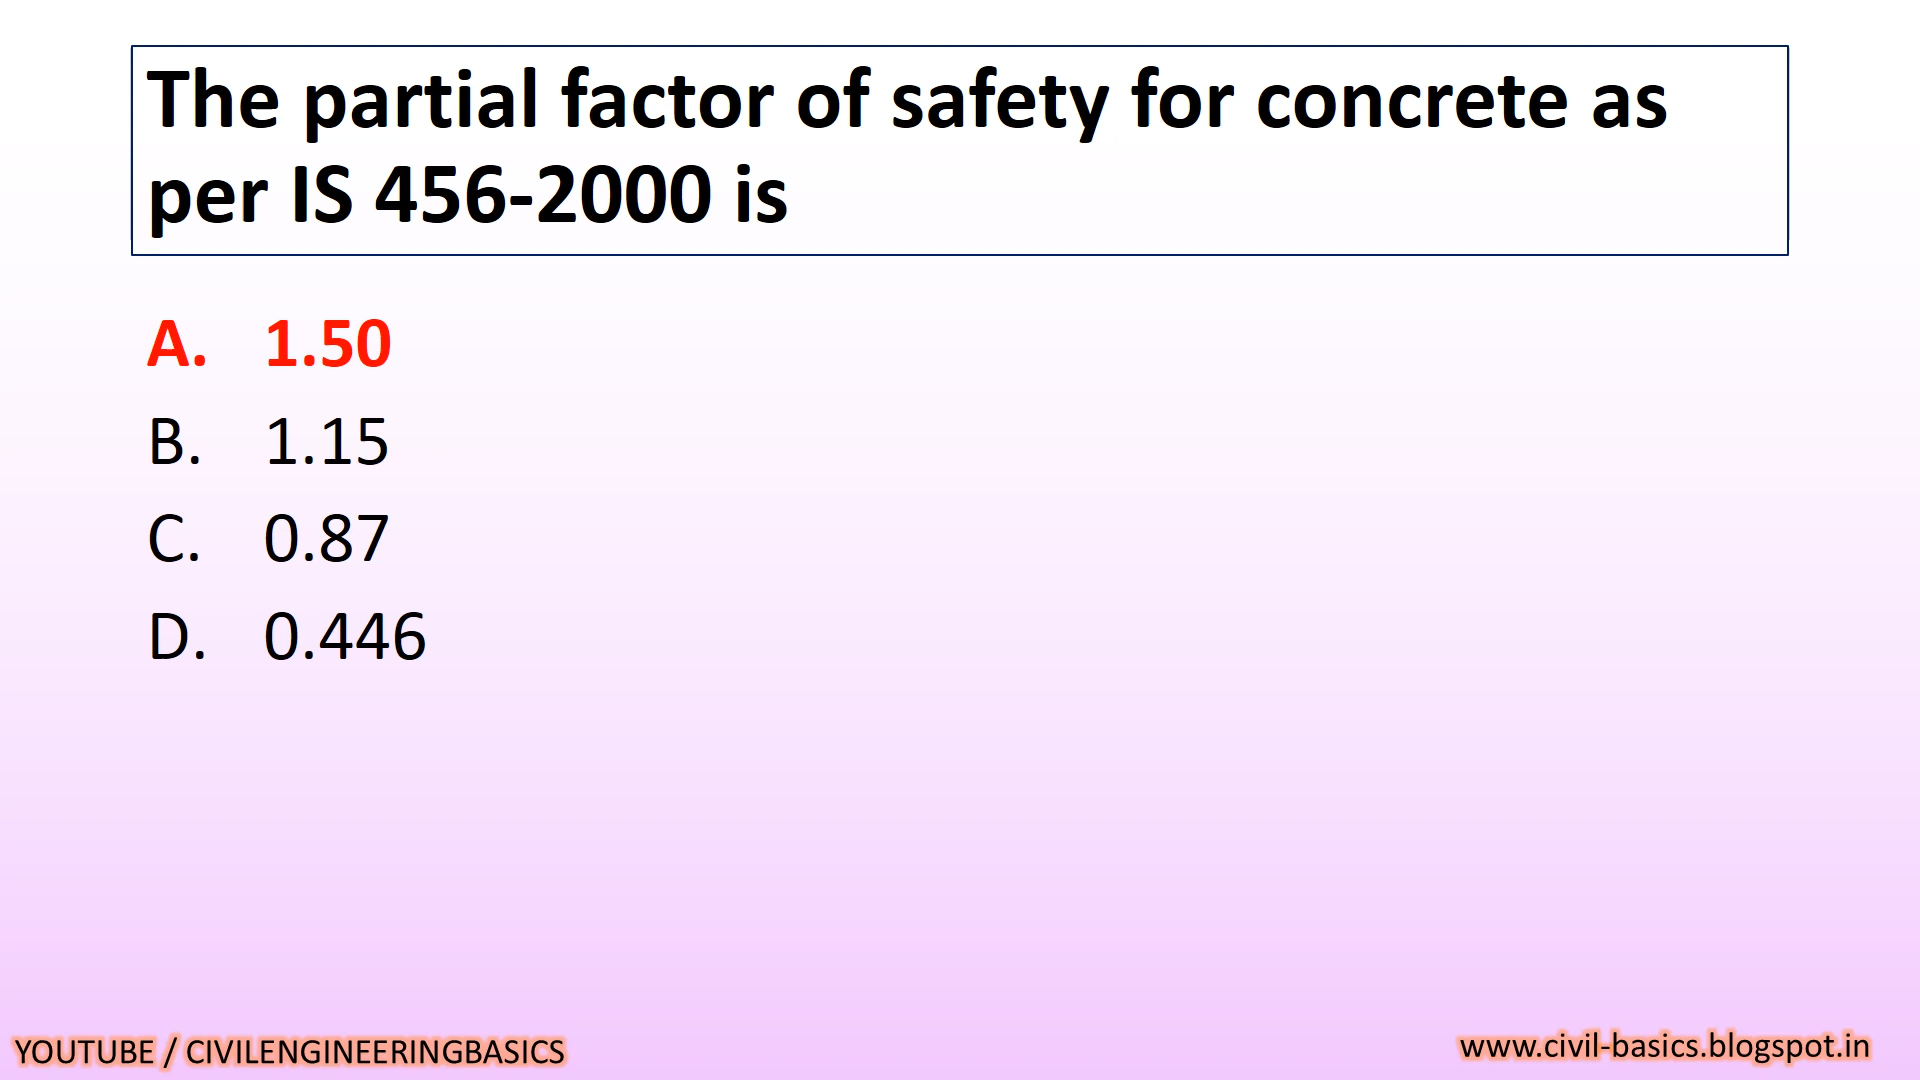 The partial factor of safety for concrete as
per IS 456-2000 is
A. 1.50
B. 1.15
C. 0.87
D. 0.446
YOUTUBE / CIVILENGINEERINGBASICS
www.civil-basics.blogspot.in